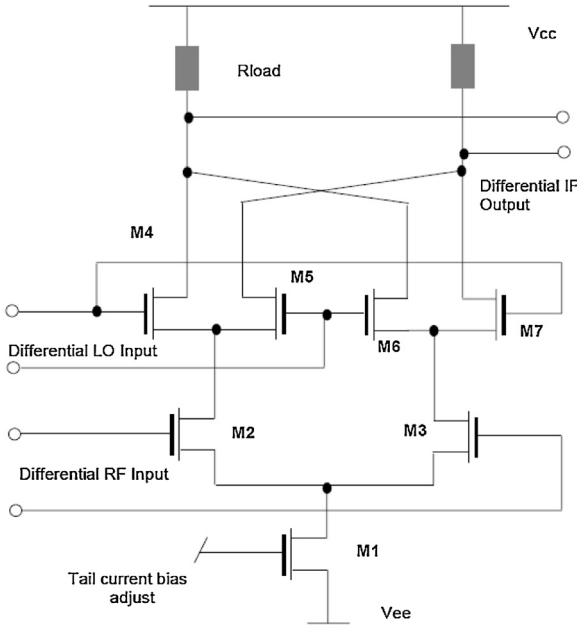 Vcc
Rload
Differential IF
Output
M4
M5
M6
M7
Differential LO Input
M2
M3
Differential RF Input
M1
Tail current bias
adjust
Vee